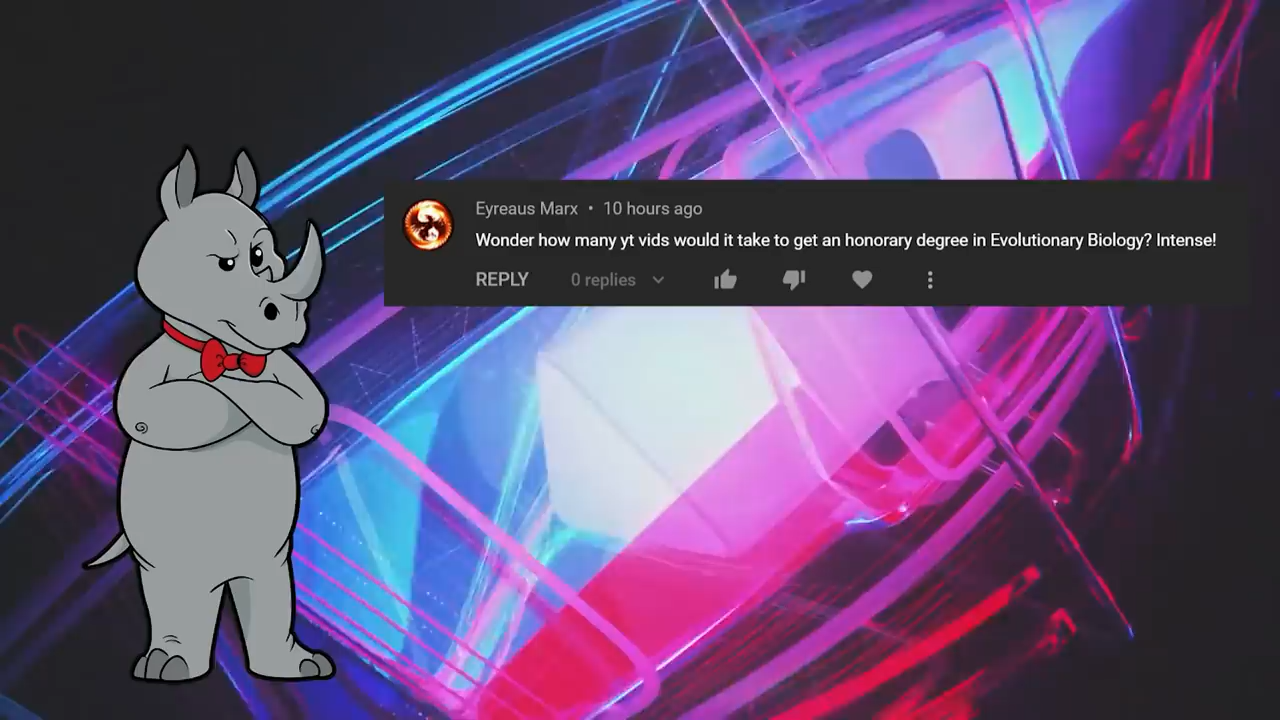 Eyreaus Marx • 10 hours ago
Wonder how many yt vids would it take to get an honorary degree in Evolutionary Biology? Intense!
REPLY 0 replies